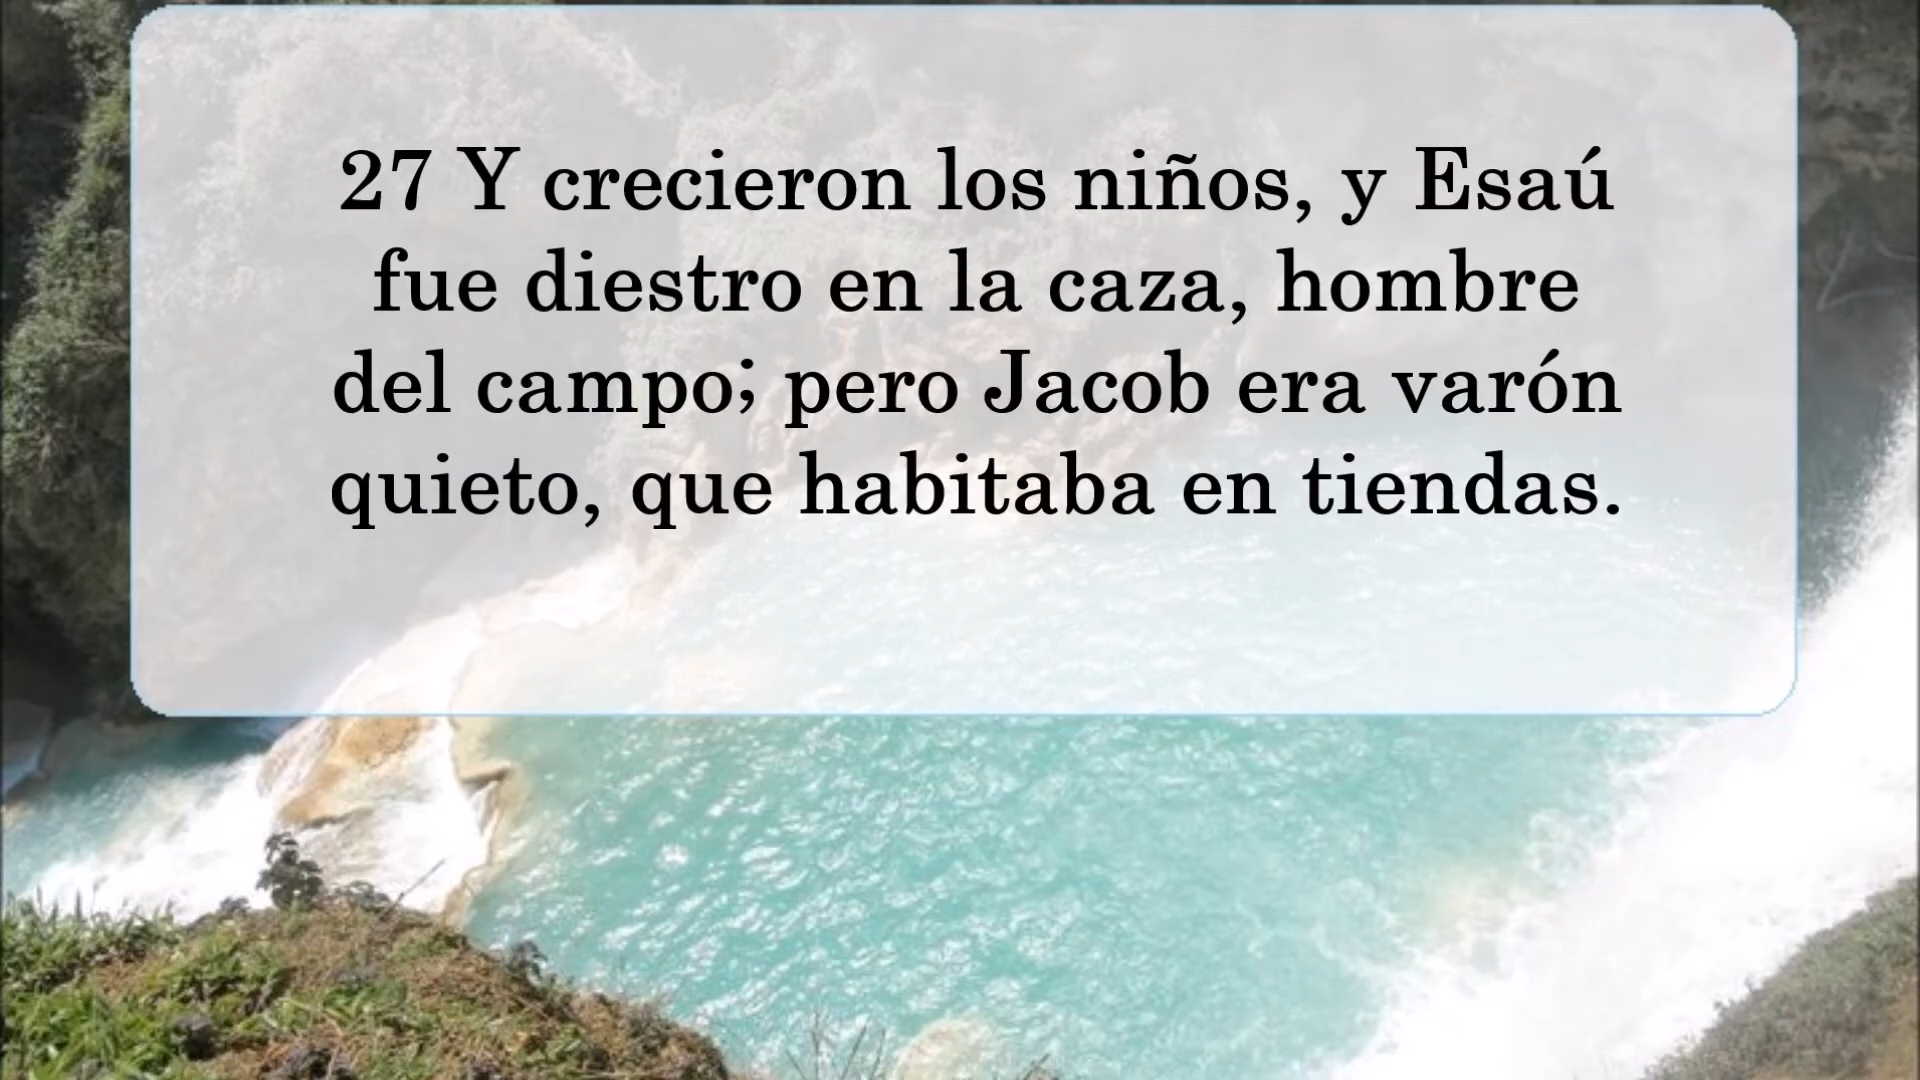 27 Y crecieron los niños, y Esaú
fue diestro en la caza, hombre
del campo; pero Jacob era varón
quieto, que habitaba en tiendas.